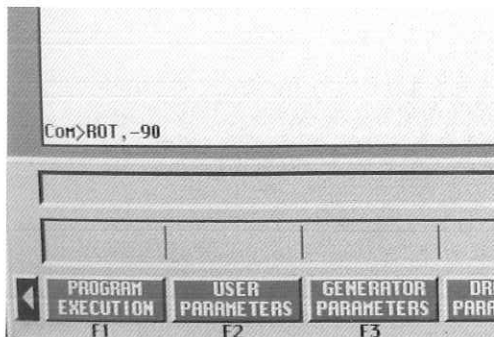 Com>ROT,-90
PROGRAM EXECUTION
USER PARAMETERS
GENERATOR PARAMETERS
F1
F2
F3